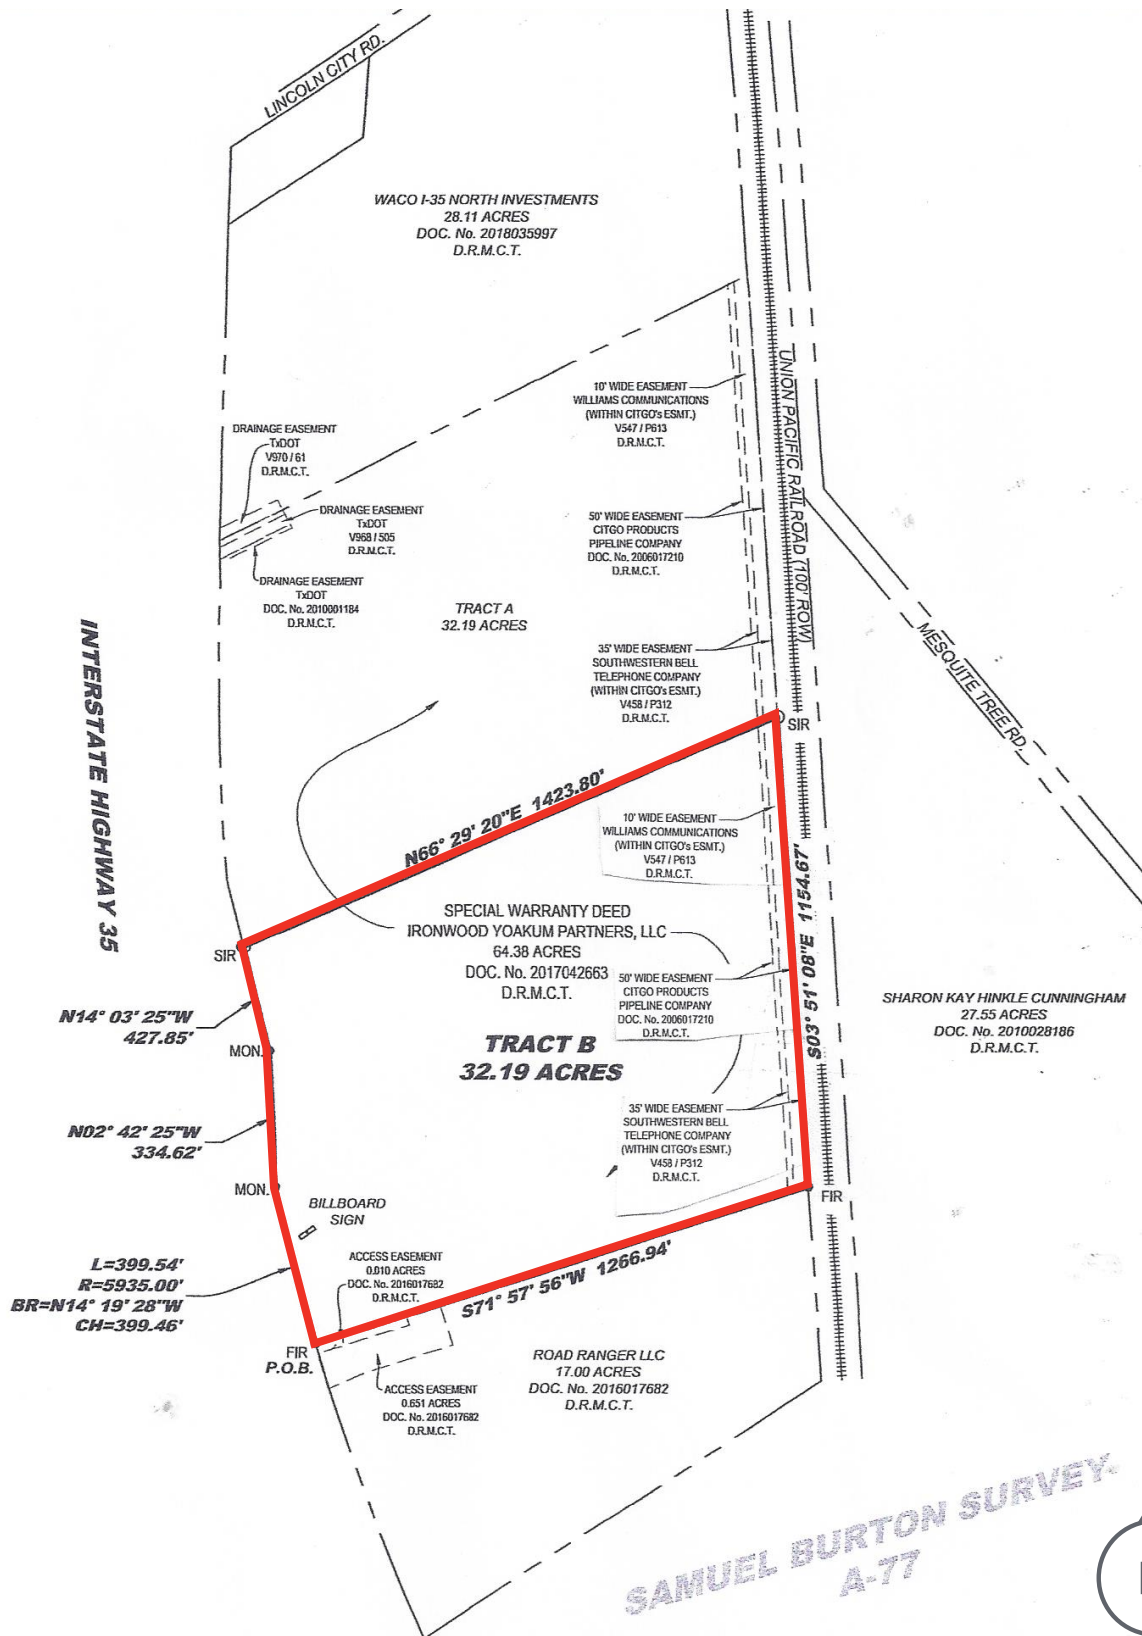 LINCOLN CITY RD.
WACO I-35 NORTH INVESTMENTS
28.11 ACRES
DOC. No. 2018035997
D.R.M.C.T.
UNION PACIFIC RAILROAD (100' ROW)
10' WIDE EASEMENT
WILLIAMS COMMUNICATIONS
(WITHIN CITGO's ESMT.)
V547 / P613
D.R.M.C.T.
DRAINAGE EASEMENT
TxDOT
V970 / 61
D.R.M.C.T.
DRAINAGE EASEMENT
TxDOT
V968 / 505
D.R.M.C.T.
50' WIDE EASEMENT
CITGO PRODUCTS
PIPELINE COMPANY
DOC. No. 2006017210
D.R.M.C.T.
DRAINAGE EASEMENT
TxDOT
DOC. No. 2010001184
D.R.M.C.T.
TRACT A
32.19 ACRES
INTERSTATE HIGHWAY 35
MESQUITE TREE RD.
35' WIDE EASEMENT
SOUTHWESTERN BELL
TELEPHONE COMPANY
(WITHIN CITGO's ESMT.)
V458 / P312
D.R.M.C.T.
SIR
N66° 29' 20"E 1423.80'
10' WIDE EASEMENT
WILLIAMS COMMUNICATIONS
(WITHIN CITGO's ESMT.)
V547 / P613
D.R.M.C.T.
S03° 51' 08"E 1154.67'
SPECIAL WARRANTY DEED
IRONWOOD YOAKUM PARTNERS, LLC
64.38 ACRES
DOC. No. 2017042663
D.R.M.C.T.
SIR
50' WIDE EASEMENT
CITGO PRODUCTS
PIPELINE COMPANY
DOC. No. 2006017210
D.R.M.C.T.
SHARON KAY HINKLE CUNNINGHAM
27.55 ACRES
DOC. No. 2010028186
D.R.M.C.T.
N14° 03' 25"W
427.85'
MON.
TRACT B
32.19 ACRES
35' WIDE EASEMENT
SOUTHWESTERN BELL
TELEPHONE COMPANY
(WITHIN CITGO's ESMT.)
V458 / P312
D.R.M.C.T.
N02° 42' 25"W
334.62'
MON.
FIR
BILLBOARD
SIGN
L=399.54'
R=5935.00'
BR=N14° 19' 28"W
CH=399.46'
ACCESS EASEMENT
0.010 ACRES
DOC. No. 2016017682
D.R.M.C.T.
S71° 57' 56"W 1266.94'
FIR
P.O.B.
ROAD RANGER LLC
17.00 ACRES
DOC. No. 2016017682
D.R.M.C.T.
ACCESS EASEMENT
0.651 ACRES
DOC. No. 2016017682
D.R.M.C.T.
SAMUEL BURTON SURVEY-
A-77